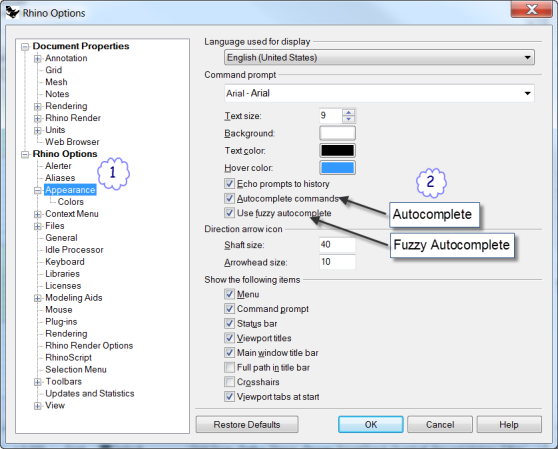 Rhino Options
Document Properties
Annotation
Grid
Mesh
Notes
Rendering
Rhino Render
Units
Web Browser
Rhino Options
Alerter
Aliases
Appearance
Colors
Context Menu
Files
General
Idle Processor
Keyboard
Libraries
Licenses
Modeling Aids
Mouse
Plug-ins
Rendering
Rhino Render Options
RhinoScript
Selection Menu
Toolbars
Updates and Statistics
View
1
Language used for display
English (United States)
Command prompt
Arial - Arial
Text size: 9
Background:
Text color:
Hover color:
Echo prompts to history
Autocomplete commands
Use fuzzy autocomplete
2
Autocomplete
Fuzzy Autocomplete
Direction arrow icon
Shaft size: 40
Arrowhead size: 10
Show the following items
Menu
Command prompt
Status bar
Viewport titles
Main window title bar
Full path in title bar
Crosshairs
Viewport tabs at start
Restore Defaults OK Cancel Help